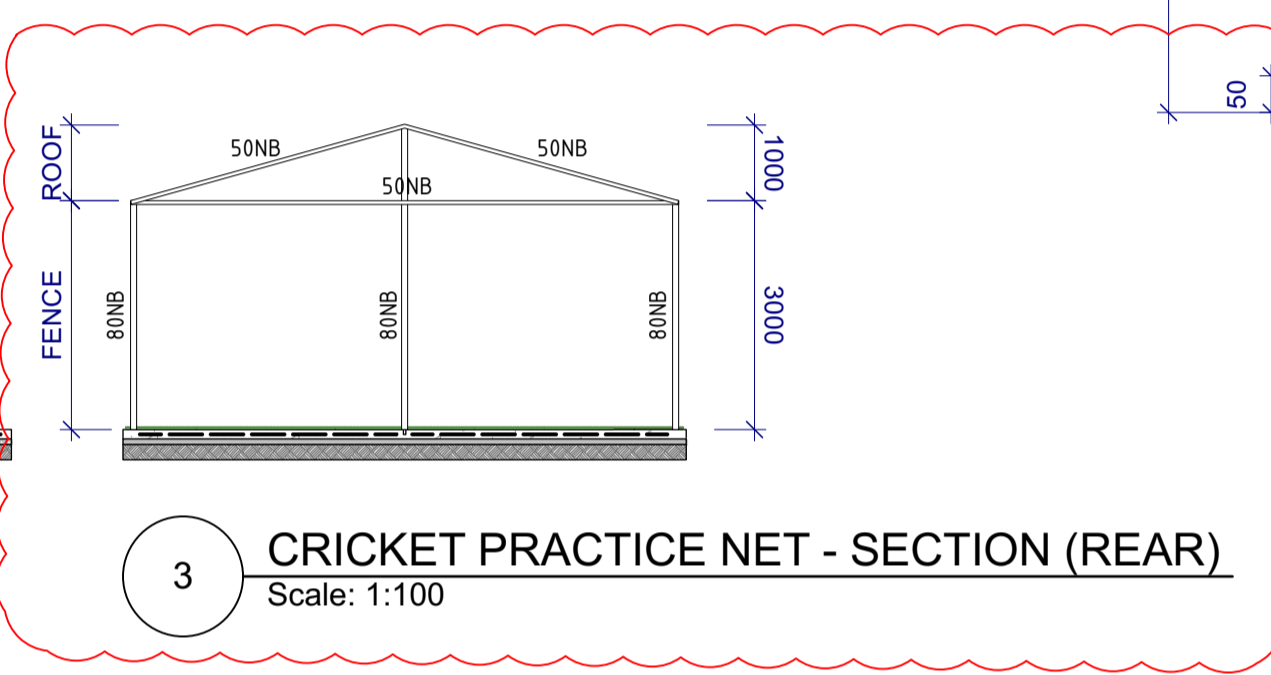 50
ROOF
50NB
50NB
1000
50NB
FENCE
80NB
80NB
80NB
3000
3
CRICKET PRACTICE NET - SECTION (REAR)
Scale: 1:100